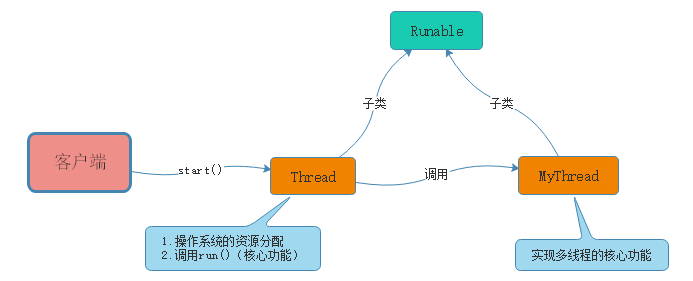 Runable
子类
子类
客户端
start()
Thread
调用
MyThread
1.操作系统的资源分配
2.调用run()（核心功能）
实现多线程的核心功能